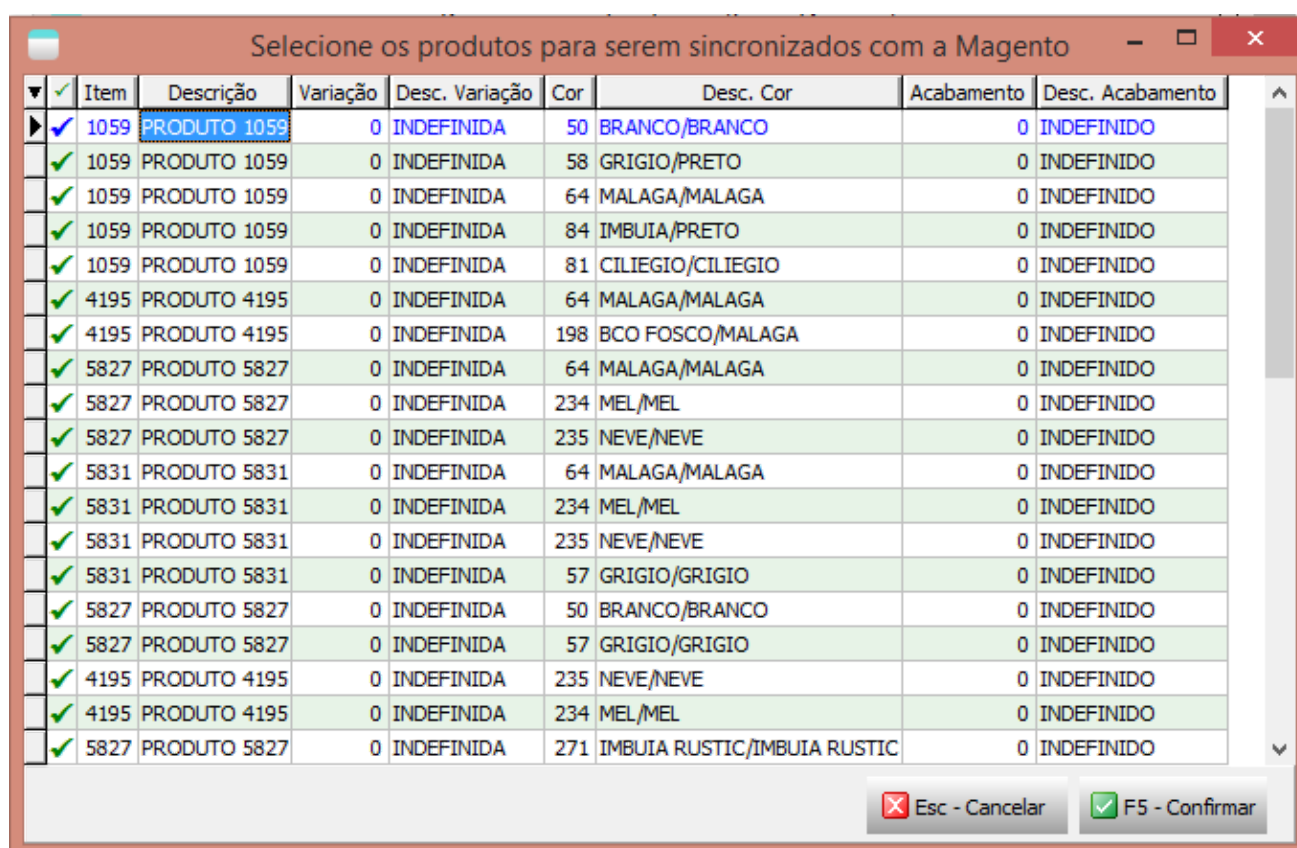 Selecione os produtos para serem sincronizados com a Magento
Item Descrição Variação Desc. Variação Cor Desc. Cor Acabamento Desc. Acabamento
1059 PRODUTO 1059 0 INDEFINIDA 50 BRANCO/BRANCO 0 INDEFINIDO
1059 PRODUTO 1059 0 INDEFINIDA 58 GRIGIO/PRETO 0 INDEFINIDO
1059 PRODUTO 1059 0 INDEFINIDA 64 MALAGA/MALAGA 0 INDEFINIDO
1059 PRODUTO 1059 0 INDEFINIDA 84 IMBUIA/PRETO 0 INDEFINIDO
1059 PRODUTO 1059 0 INDEFINIDA 81 CILIEGIO/CILIEGIO 0 INDEFINIDO
4195 PRODUTO 4195 0 INDEFINIDA 64 MALAGA/MALAGA 0 INDEFINIDO
4195 PRODUTO 4195 0 INDEFINIDA 198 BCO FOSCO/MALAGA 0 INDEFINIDO
5827 PRODUTO 5827 0 INDEFINIDA 64 MALAGA/MALAGA 0 INDEFINIDO
5827 PRODUTO 5827 0 INDEFINIDA 234 MEL/MEL 0 INDEFINIDO
5827 PRODUTO 5827 0 INDEFINIDA 235 NEVE/NEVE 0 INDEFINIDO
5831 PRODUTO 5831 0 INDEFINIDA 64 MALAGA/MALAGA 0 INDEFINIDO
5831 PRODUTO 5831 0 INDEFINIDA 234 MEL/MEL 0 INDEFINIDO
5831 PRODUTO 5831 0 INDEFINIDA 235 NEVE/NEVE 0 INDEFINIDO
5831 PRODUTO 5831 0 INDEFINIDA 57 GRIGIO/GRIGIO 0 INDEFINIDO
5827 PRODUTO 5827 0 INDEFINIDA 50 BRANCO/BRANCO 0 INDEFINIDO
5827 PRODUTO 5827 0 INDEFINIDA 57 GRIGIO/GRIGIO 0 INDEFINIDO
4195 PRODUTO 4195 0 INDEFINIDA 235 NEVE/NEVE 0 INDEFINIDO
4195 PRODUTO 4195 0 INDEFINIDA 234 MEL/MEL 0 INDEFINIDO
5827 PRODUTO 5827 0 INDEFINIDA 271 IMBUIA RUSTIC/IMBUIA RUSTIC 0 INDEFINIDO
Esc - Cancelar F5 - Confirmar